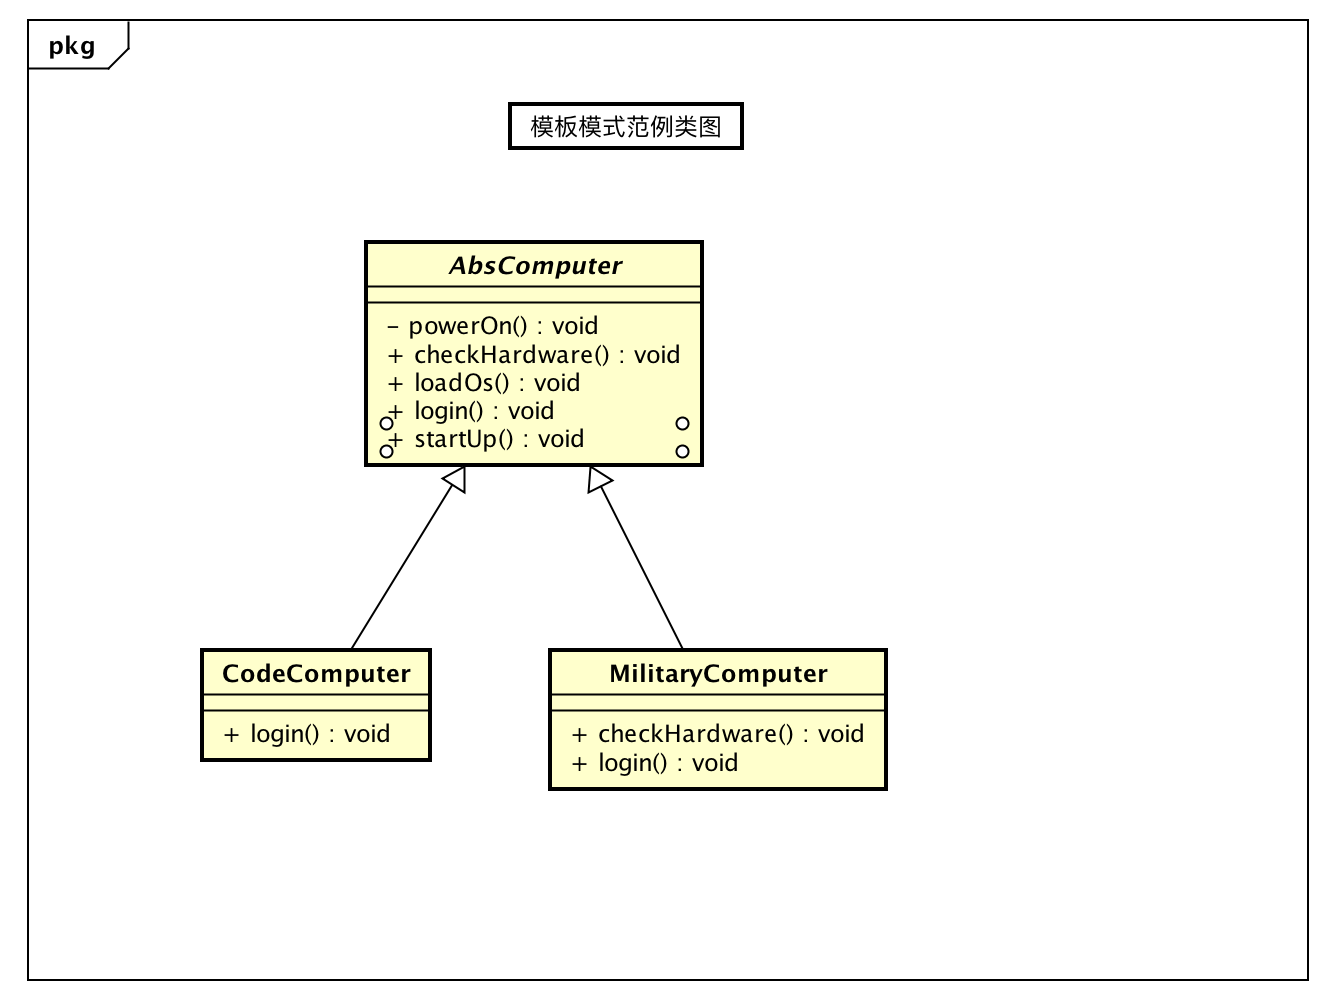 pkg
模板模式范例类图
AbsComputer
- powerOn() : void
+ checkHardware() : void
+ loadOs() : void
+ login() : void
+ startUp() : void
CodeComputer
+ login() : void
MilitaryComputer
+ checkHardware() : void
+ login() : void